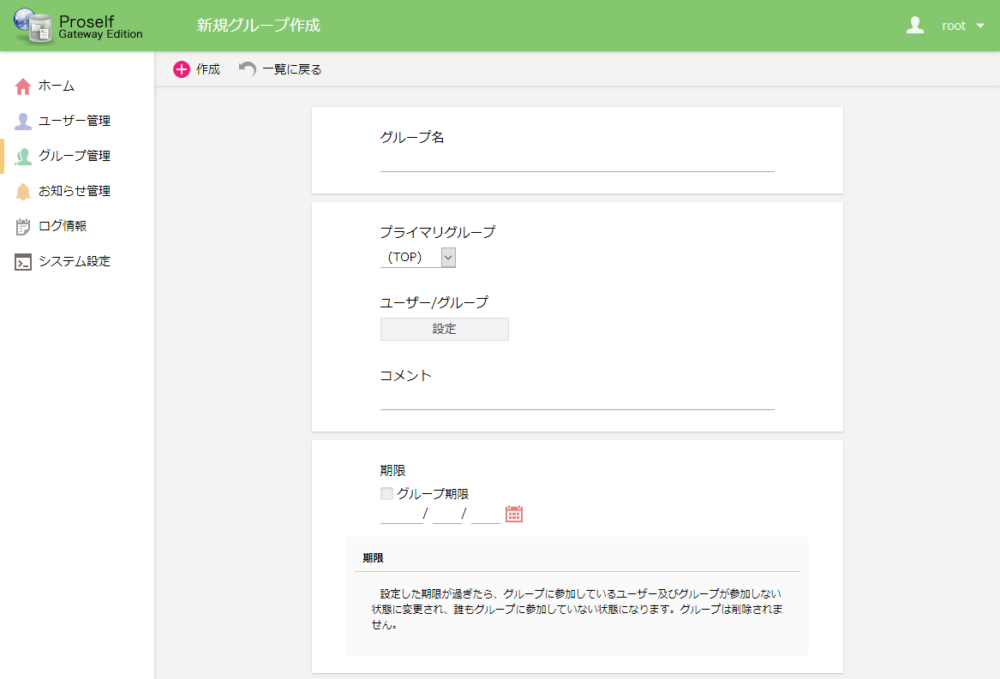 Proself
Gateway Edition
新規グループ作成
root
作成
一覧に戻る
ホーム
ユーザー管理
グループ管理
お知らせ管理
ログ情報
システム設定
グループ名
プライマリグループ
(TOP)
ユーザー/グループ
設定
コメント
期限
グループ期限
/ /
期限
設定した期限が過ぎたら、グループに参加しているユーザー及びグループが参加しない
状態に変更され、誰もグループに参加していない状態になります。グループは削除されま
せん。